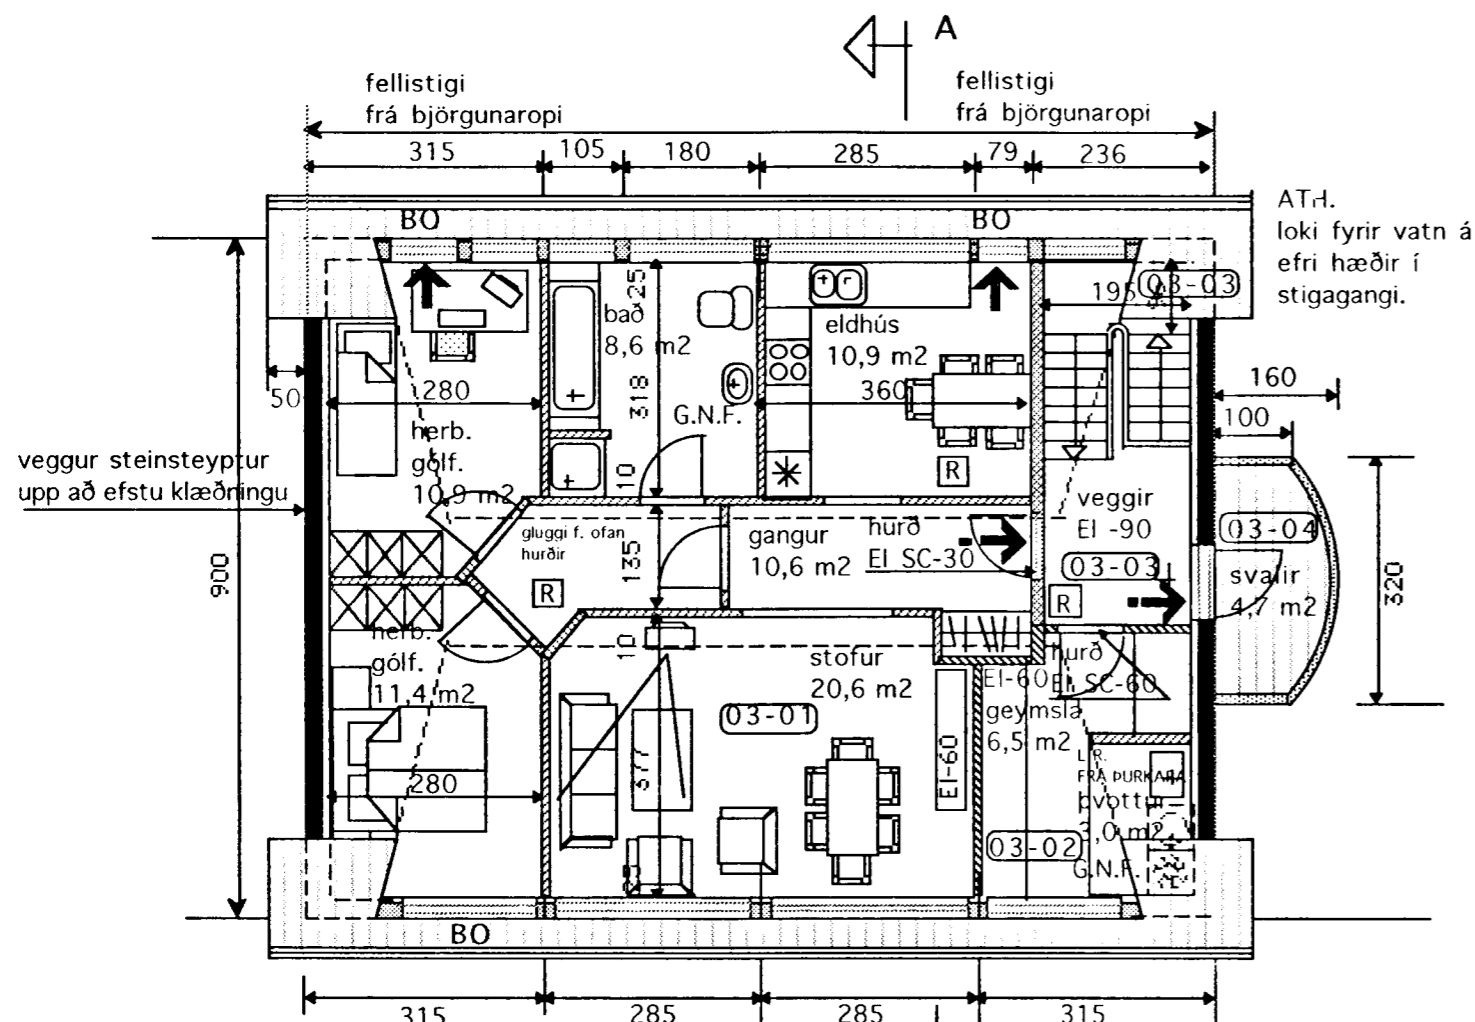 A
fellistigi
frá björgunaropi
fellistigi
frá björgunaropi
315
105
180
285
79
236
BO
BO
ATH.
loki fyrir vatn á
efri hæðir í
stigagangi.
03-03
195
25
bað
8,6 m2
eldhús
10,9 m2
50
280
318
G.N.F.
360
160
100
herb.
gólf.
10,9 m2
veggur steinsteyptur
upp að efstu klæðningu
10
R
veggir
EI -90
03-04
gluggi f. ofan
hurðir
gangur
10,6 m2
hurð
EI SC-30
135
03-03
svalir
4,7 m2
900
320
R
R
herb.
gólf.
11,4 m2
10
stofur
20,6 m2
hurð
EI-60
EI SC-60
geymsla
6,5 m2
03-01
377
EI-60
280
FRÁ ÞURKARA
þvottur
3,0 m2
03-02
G.N.F.
BO
315
285
285
315